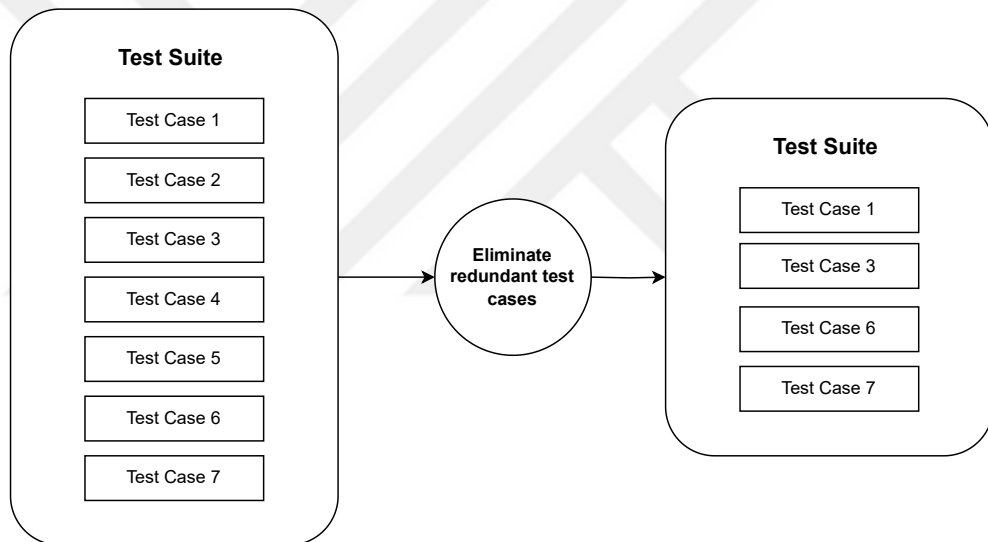 Test Suite
Test Case 1
Test Case 2
Test Case 3
Test Case 4
Test Case 5
Test Case 6
Test Case 7
Eliminate
redundant test
cases
Test Suite
Test Case 1
Test Case 3
Test Case 6
Test Case 7